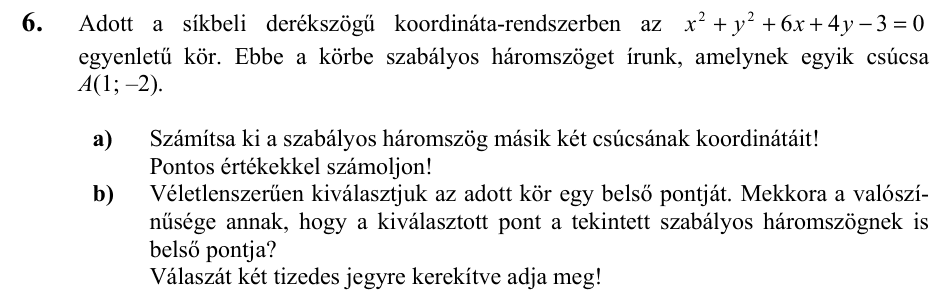 6. Adott a síkbeli derékszögű koordináta-rendszerben az x² + y² + 6x + 4y − 3 = 0
egyenletű kör. Ebbe a körbe szabályos háromszöget írunk, amelynek egyik csúcsa
A(1; –2).
a) Számítsa ki a szabályos háromszög másik két csúcsának koordinátáit!
Pontos értékekkel számoljon!
b) Véletlenszerűen kiválasztjuk az adott kör egy belső pontját. Mekkora a valószí-
nűsége annak, hogy a kiválasztott pont a tekintett szabályos háromszögnek is
belső pontja?
Válaszát két tizedes jegyre kerekítve adja meg!